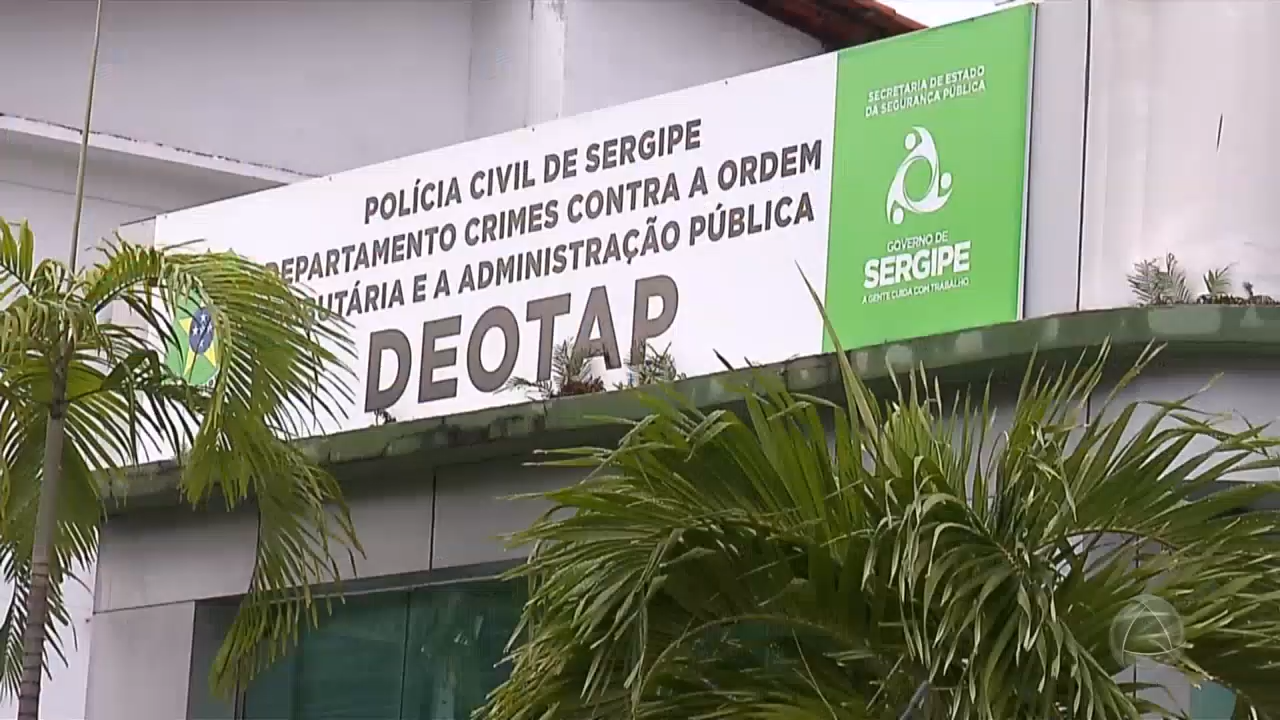 POLÍCIA CIVIL DE SERGIPE
DEPARTAMENTO CRIMES CONTRA A ORDEM
UTÁRIA E A ADMINISTRAÇÃO PÚBLICA
DEOTAP
SECRETARIA DE ESTADO
DA SEGURANÇA PÚBLICA
GOVERNO DE
SERGIPE
A GENTE CUIDA COM TRABALHO